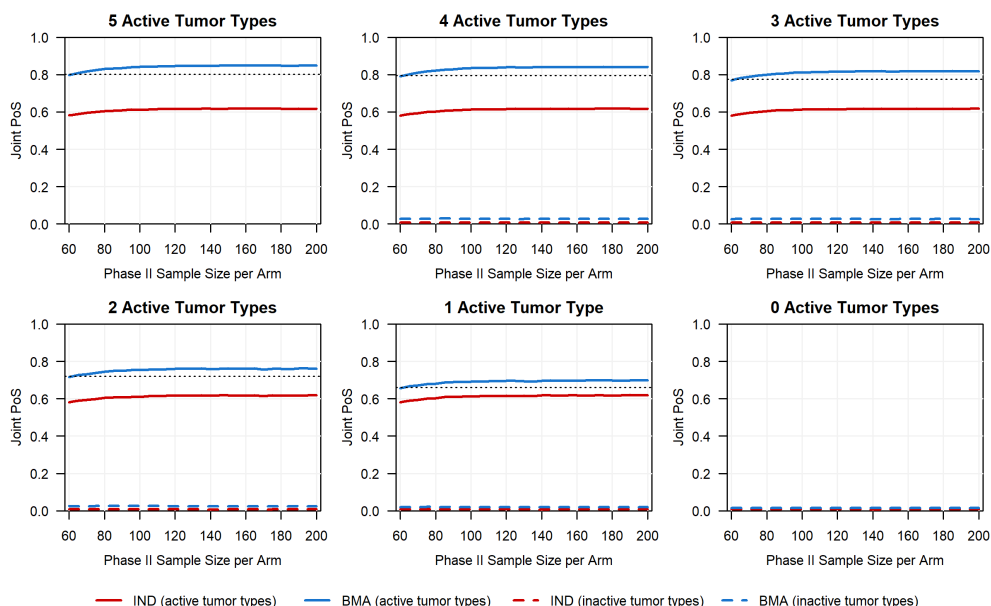 5 Active Tumor Types
4 Active Tumor Types
3 Active Tumor Types
Joint PoS
1.0
0.8
0.6
0.4
0.2
0.0
60 80 100 120 140 160 180 200
Phase II Sample Size per Arm
Joint PoS
1.0
0.8
0.6
0.4
0.2
0.0
60 80 100 120 140 160 180 200
Phase II Sample Size per Arm
Joint PoS
1.0
0.8
0.6
0.4
0.2
0.0
60 80 100 120 140 160 180 200
Phase II Sample Size per Arm
2 Active Tumor Types
1 Active Tumor Type
0 Active Tumor Types
Joint PoS
1.0
0.8
0.6
0.4
0.2
0.0
60 80 100 120 140 160 180 200
Phase II Sample Size per Arm
Joint PoS
1.0
0.8
0.6
0.4
0.2
0.0
60 80 100 120 140 160 180 200
Phase II Sample Size per Arm
Joint PoS
1.0
0.8
0.6
0.4
0.2
0.0
60 80 100 120 140 160 180 200
Phase II Sample Size per Arm
IND (active tumor types) BMA (active tumor types) IND (inactive tumor types) BMA (inactive tumor types)